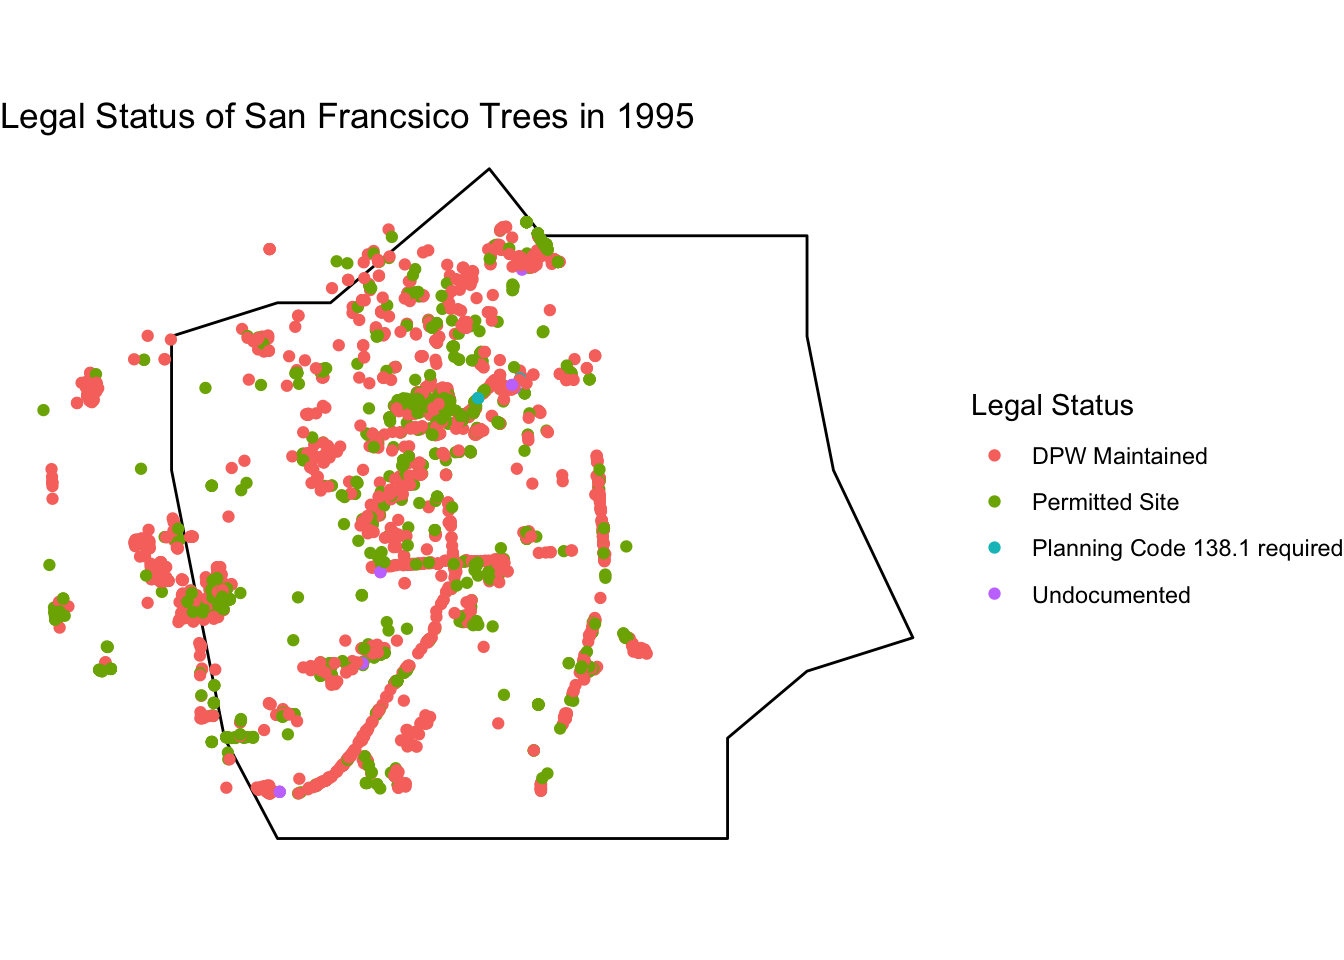 Legal Status of San Francsico Trees in 1995
Legal Status
DPW Maintained
Permitted Site
Planning Code 138.1 required
Undocumented